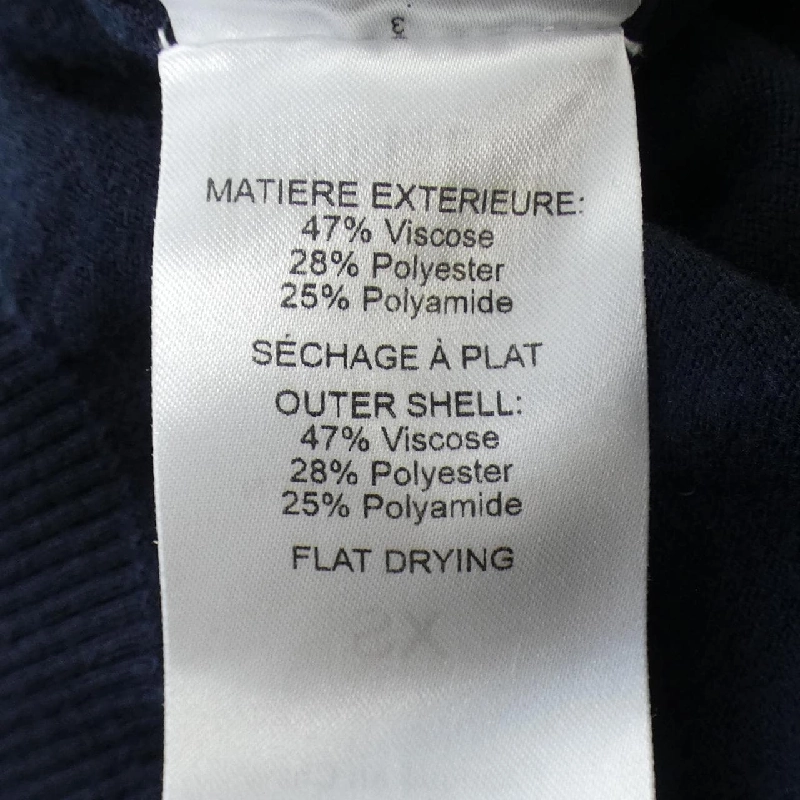 MATIERE EXTERIEURE:
47% Viscose
28% Polyester
25% Polyamide
SÉCHAGE À PLAT
OUTER SHELL:
47% Viscose
28% Polyester
25% Polyamide
FLAT DRYING
XS